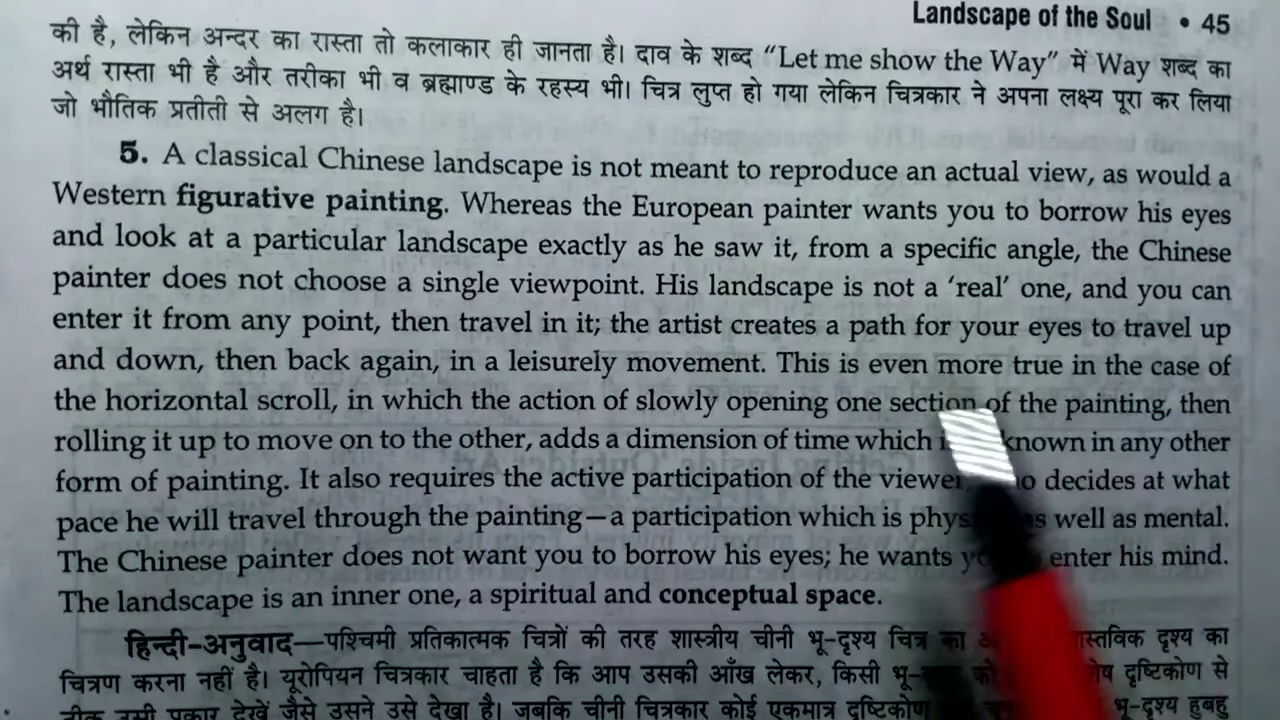 Landscape of the Soul • 45
की है, लेकिन अन्दर का रास्ता तो कलाकार ही जानता है। दाव के शब्द “Let me show the Way” में Way शब्द का
अर्थ रास्ता भी है और तरीका भी व ब्रह्माण्ड के रहस्य भी। चित्र लुप्त हो गया लेकिन चित्रकार ने अपना लक्ष्य पूरा कर लिया
जो भौतिक प्रतीती से अलग है।
5. A classical Chinese landscape is not meant to reproduce an actual view, as would a
Western figurative painting. Whereas the European painter wants you to borrow his eyes
and look at a particular landscape exactly as he saw it, from a specific angle, the Chinese
painter does not choose a single viewpoint. His landscape is not a ‘real’ one, and you can
enter it from any point, then travel in it; the artist creates a path for your eyes to travel up
and down, then back again, in a leisurely movement. This is even more true in the case of
the horizontal scroll, in which the action of slowly opening one section of the painting, then
rolling it up to move on to the other, adds a dimension of time which known in any other
form of painting. It also requires the active participation of the viewer decides at what
pace he will travel through the painting—a participation which is as well as mental.
The Chinese painter does not want you to borrow his eyes; he wants enter his mind.
The landscape is an inner one, a spiritual and conceptual space.
हिन्दी-अनुवाद—पश्चिमी प्रतिकात्मक चित्रों की तरह शास्त्रीय चीनी भू-दृश्य चित्र का दृश्य का
चित्रण करना नहीं है। यूरोपियन चित्रकार चाहता है कि आप उसकी आँख लेकर, किसी दृष्टिकोण से
ठीक उसी प्रकार देखें जैसे उसने उसे देखा है। जबकि चीनी चित्रकार कोई एकमात्र दृष्टिकोण भू-दृश्य हूबहू